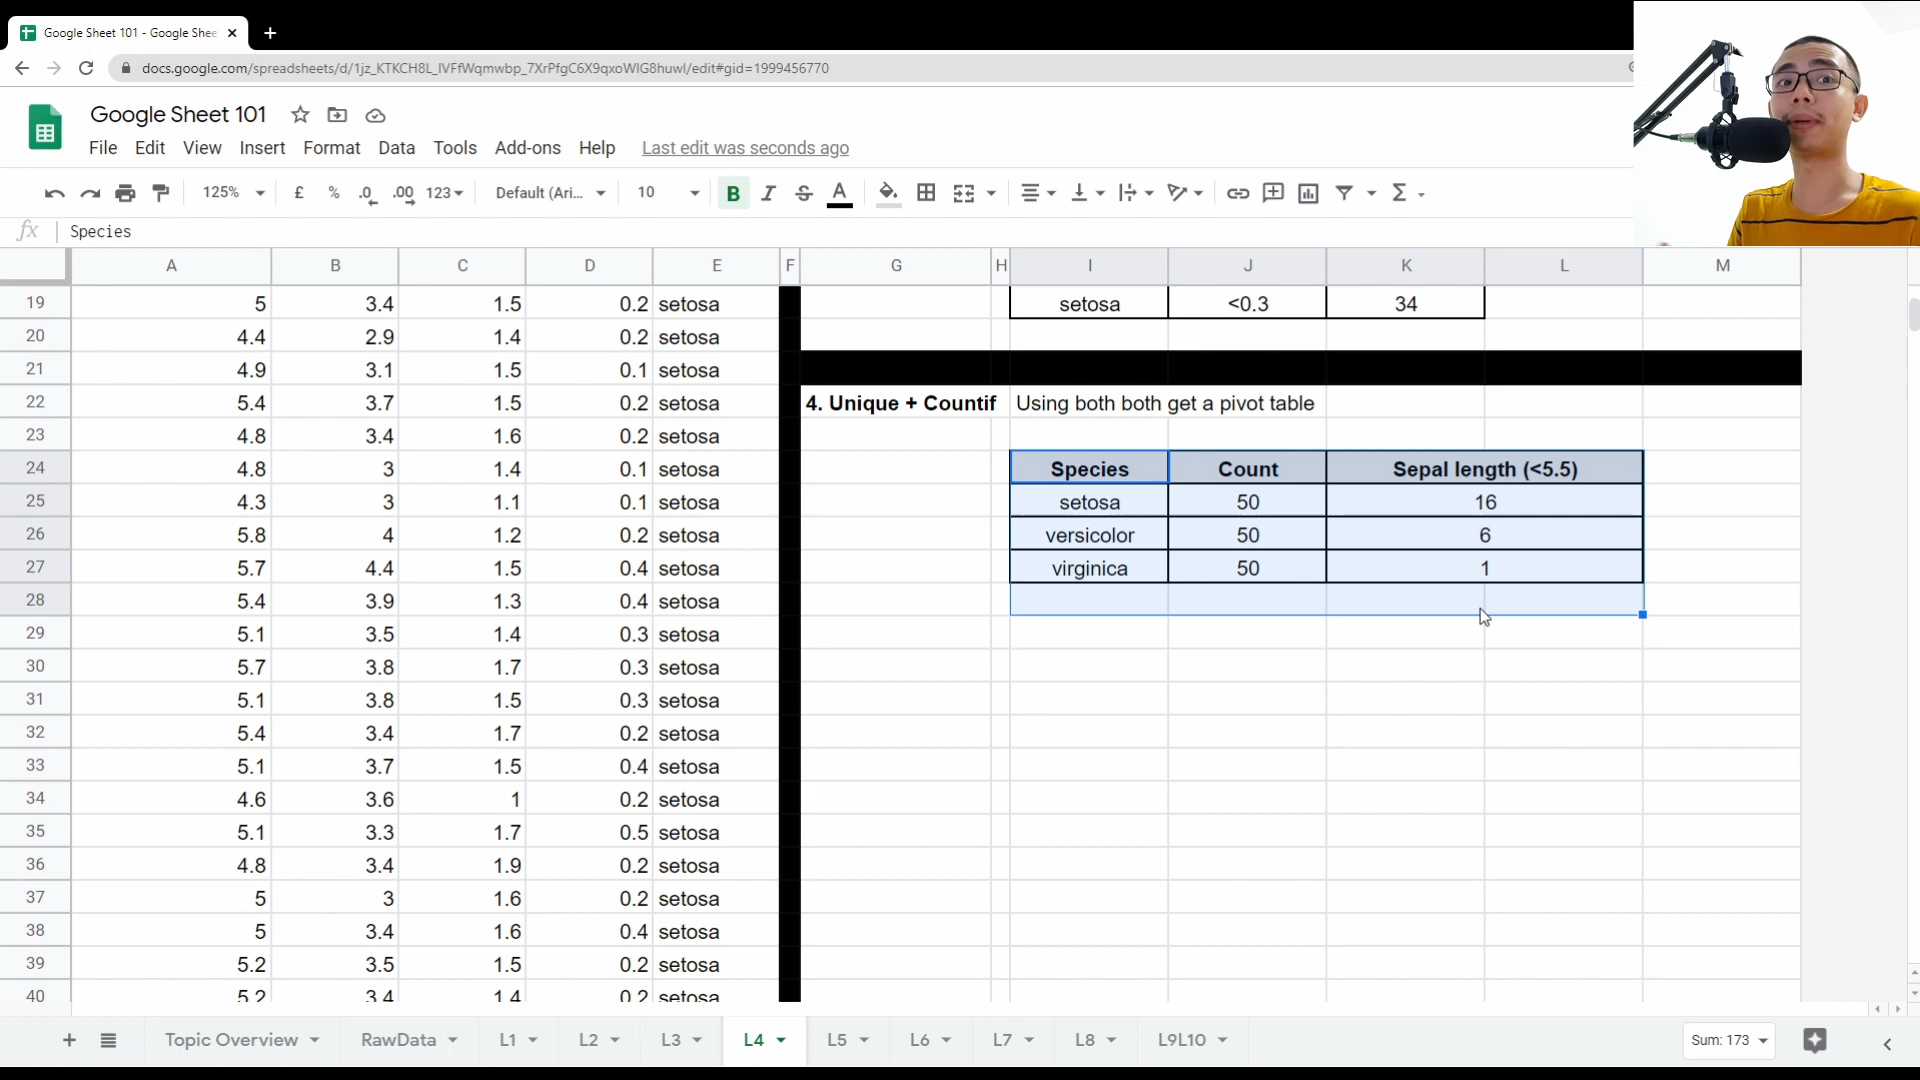 Google Sheet 101 - Google Shee
docs.google.com/spreadsheets/d/1jz_KTKCH8L_IVFfWqmwbp_7XrPfgC6X9qxoWIG8huwI/edit#gid=1999456770
Google Sheet 101
File Edit View Insert Format Data Tools Add-ons Help Last edit was seconds ago
125% £ % .0 .00 123 Default (Ari... 10 B I S A Σ
fx Species
A B C D E F G H I J K L M
19 5 3.4 1.5 0.2 setosa setosa <0.3 34
20 4.4 2.9 1.4 0.2 setosa
21 4.9 3.1 1.5 0.1 setosa
22 5.4 3.7 1.5 0.2 setosa 4. Unique + Countif Using both both get a pivot table
23 4.8 3.4 1.6 0.2 setosa
24 4.8 3 1.4 0.1 setosa Species Count Sepal length (<5.5)
25 4.3 3 1.1 0.1 setosa setosa 50 16
26 5.8 4 1.2 0.2 setosa versicolor 50 6
27 5.7 4.4 1.5 0.4 setosa virginica 50 1
28 5.4 3.9 1.3 0.4 setosa
29 5.1 3.5 1.4 0.3 setosa
30 5.7 3.8 1.7 0.3 setosa
31 5.1 3.8 1.5 0.3 setosa
32 5.4 3.4 1.7 0.2 setosa
33 5.1 3.7 1.5 0.4 setosa
34 4.6 3.6 1 0.2 setosa
35 5.1 3.3 1.7 0.5 setosa
36 4.8 3.4 1.9 0.2 setosa
37 5 3 1.6 0.2 setosa
38 5 3.4 1.6 0.4 setosa
39 5.2 3.5 1.5 0.2 setosa
40 5.2 3.4 1.4 0.2 setosa
+ Topic Overview RawData L1 L2 L3 L4 L5 L6 L7 L8 L9L10 Sum: 173